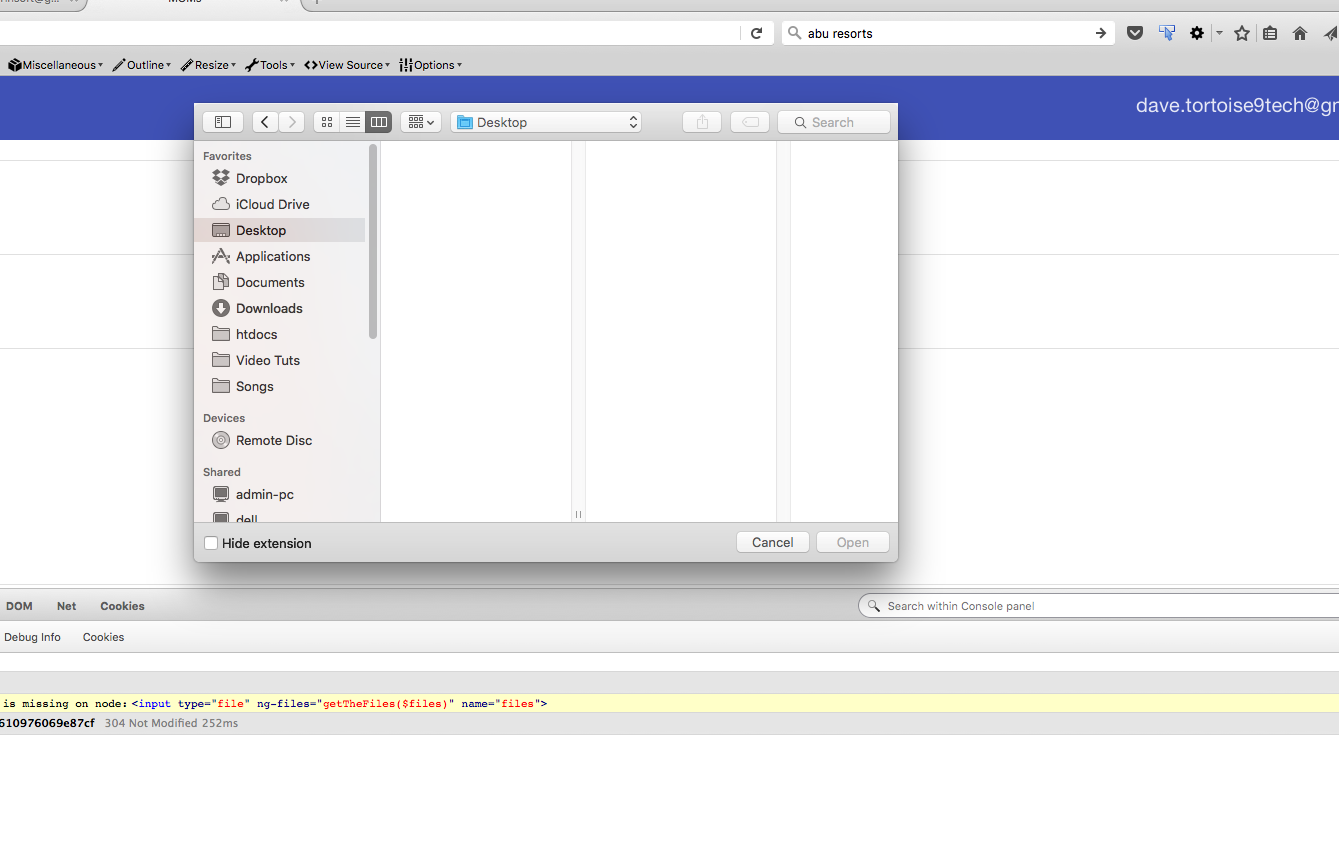 abu resorts
Miscellaneous Outline Resize Tools View Source Options
dave.tortoise9tech@gr
Desktop
Search
Favorites
Dropbox
iCloud Drive
Desktop
Applications
Documents
Downloads
htdocs
Video Tuts
Songs
Devices
Remote Disc
Shared
admin-pc
dell
Hide extension
Cancel Open
DOM Net Cookies
Search within Console panel
Debug Info Cookies
is missing on node: <input type="file" ng-files="getTheFiles($files)" name="files">
610976069e87cf 304 Not Modified 252ms